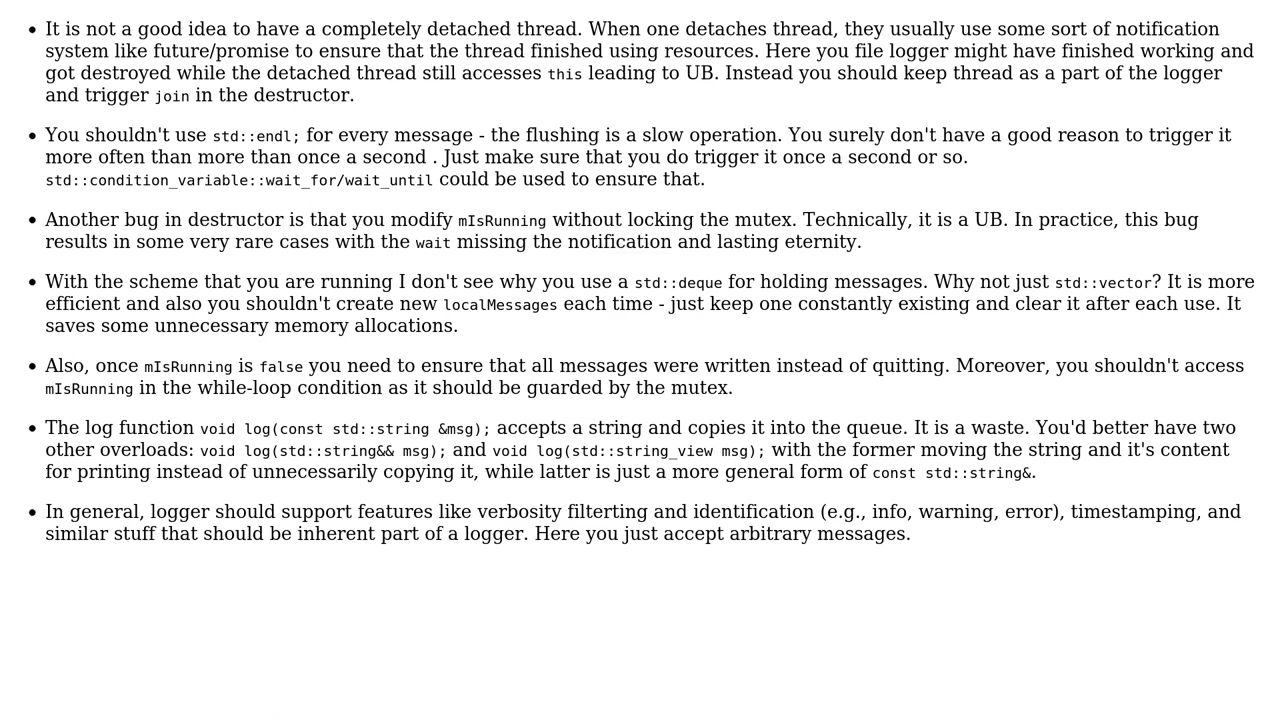 • It is not a good idea to have a completely detached thread. When one detaches thread, they usually use some sort of notification
system like future/promise to ensure that the thread finished using resources. Here you file logger might have finished working and
got destroyed while the detached thread still accesses this leading to UB. Instead you should keep thread as a part of the logger
and trigger join in the destructor.
• You shouldn't use std::endl; for every message - the flushing is a slow operation. You surely don't have a good reason to trigger it
more often than more than once a second . Just make sure that you do trigger it once a second or so.
std::condition_variable::wait_for/wait_until could be used to ensure that.
• Another bug in destructor is that you modify mIsRunning without locking the mutex. Technically, it is a UB. In practice, this bug
results in some very rare cases with the wait missing the notification and lasting eternity.
• With the scheme that you are running I don't see why you use a std::deque for holding messages. Why not just std::vector? It is more
efficient and also you shouldn't create new localMessages each time - just keep one constantly existing and clear it after each use. It
saves some unnecessary memory allocations.
• Also, once mIsRunning is false you need to ensure that all messages were written instead of quitting. Moreover, you shouldn't access
mIsRunning in the while-loop condition as it should be guarded by the mutex.
• The log function void log(const std::string &msg); accepts a string and copies it into the queue. It is a waste. You'd better have two
other overloads: void log(std::string&& msg); and void log(std::string_view msg); with the former moving the string and it's content
for printing instead of unnecessarily copying it, while latter is just a more general form of const std::string&.
• In general, logger should support features like verbosity filterting and identification (e.g., info, warning, error), timestamping, and
similar stuff that should be inherent part of a logger. Here you just accept arbitrary messages.